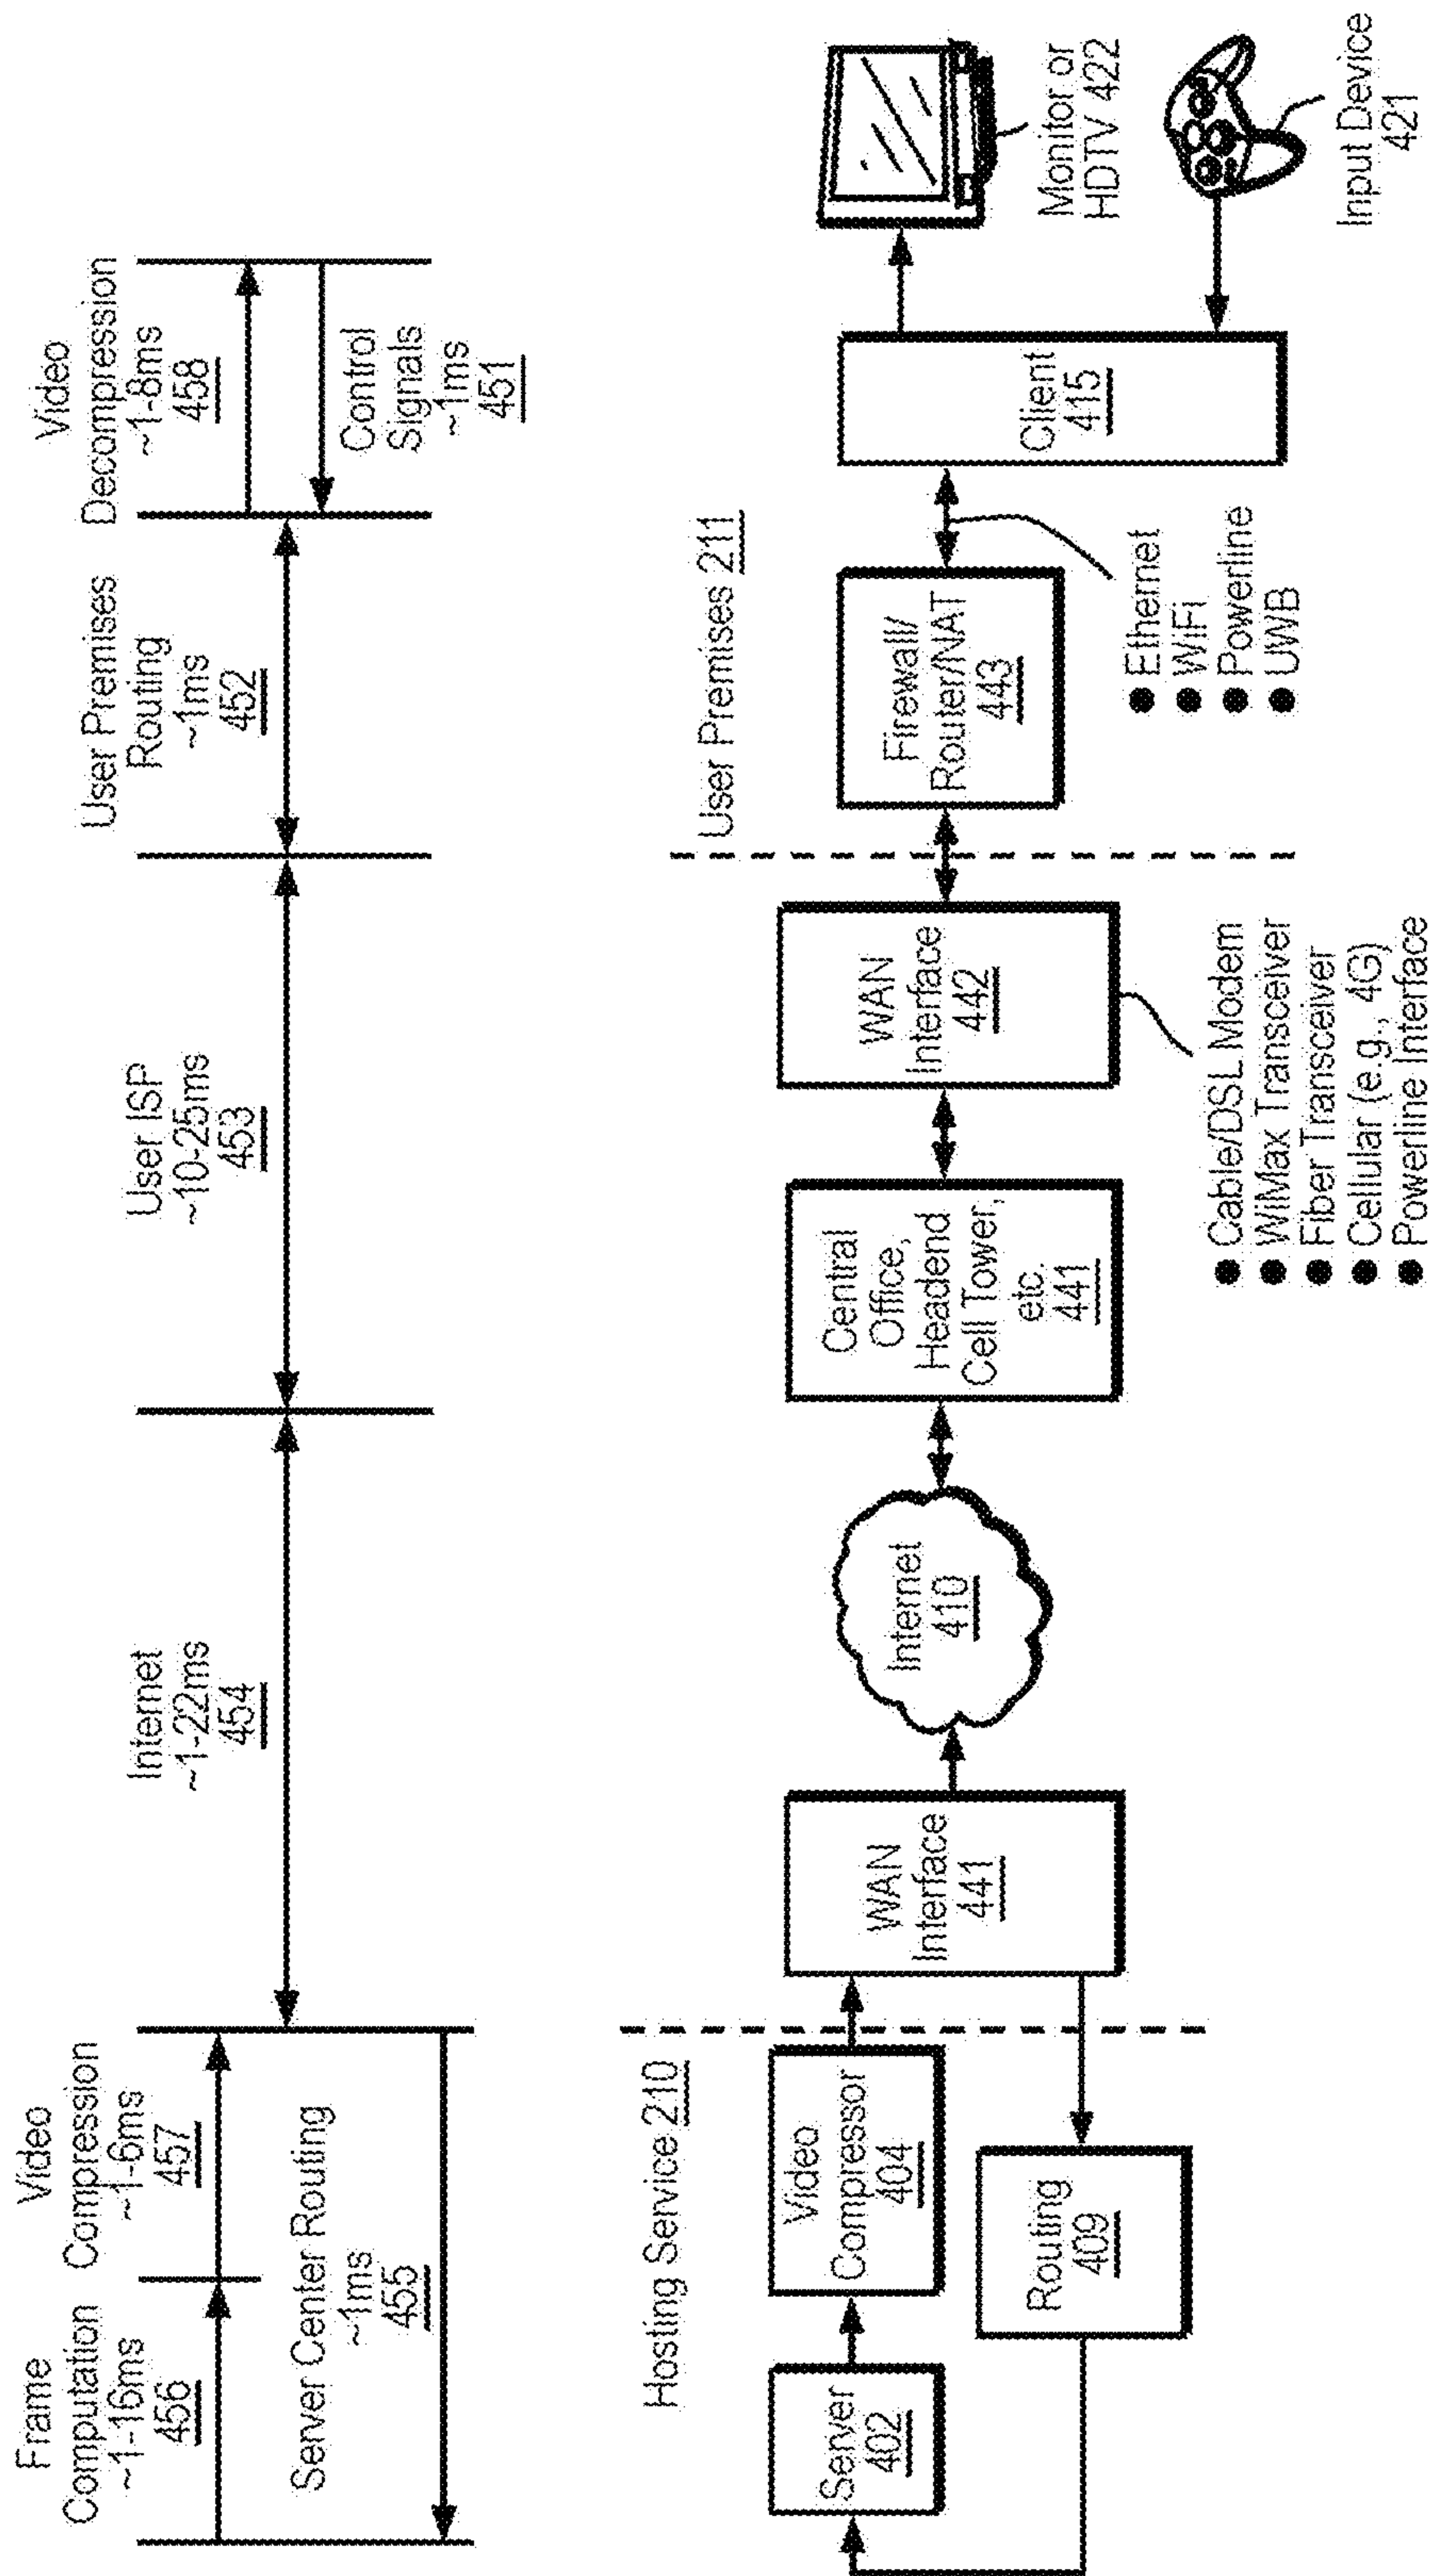 Frame
Computation
~1-16ms
456
Video
Compression
~1-6ms
457
Server Center Routing
~1ms
455
Internet
~1-22ms
454
User ISP
~10-25ms
453
User Premises
Routing
~1ms
452
Video
Decompression
~1-8ms
458
Control
Signals
~1ms
451
Hosting Service 210
Server
402
Video
Compressor
404
Routing
409
WAN
Interface
441
Internet
410
Central
Office,
Headend
Cell Tower,
etc.
441
WAN
Interface
442
● Cable/DSL Modem
● WiMax Transceiver
● Fiber Transceiver
● Cellular (e.g., 4G)
● Powerline Interface
User Premises 211
Firewall/
Router/NAT
443
● Ethernet
● WiFi
● Powerline
● UWB
Client
415
Monitor or
HDTV 422
Input Device
421